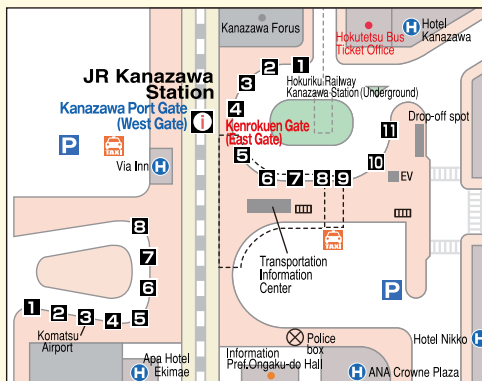 Kanazawa Forus
Hokutetsu Bus
Ticket Office
H
Hotel
Kanazawa
JR Kanazawa
Station
Kanazawa Port Gate
(West Gate)
i
Kenrokuen Gate
(East Gate)
Hokuriku Railway
Kanazawa Station (Underground)
1
2
3
4
5
6
7
8
9
10
11
Drop-off spot
EV
P
TAXI
Via Inn
H
8
7
6
5
4
3
2
1
Komatsu
Airport
TAXI
Transportation
Information
Center
P
Police
box
Hotel Nikko
H
Apa Hotel
Ekimae
H
Information
Pref.Ongaku-do Hall
H
ANA Crowne Plaza